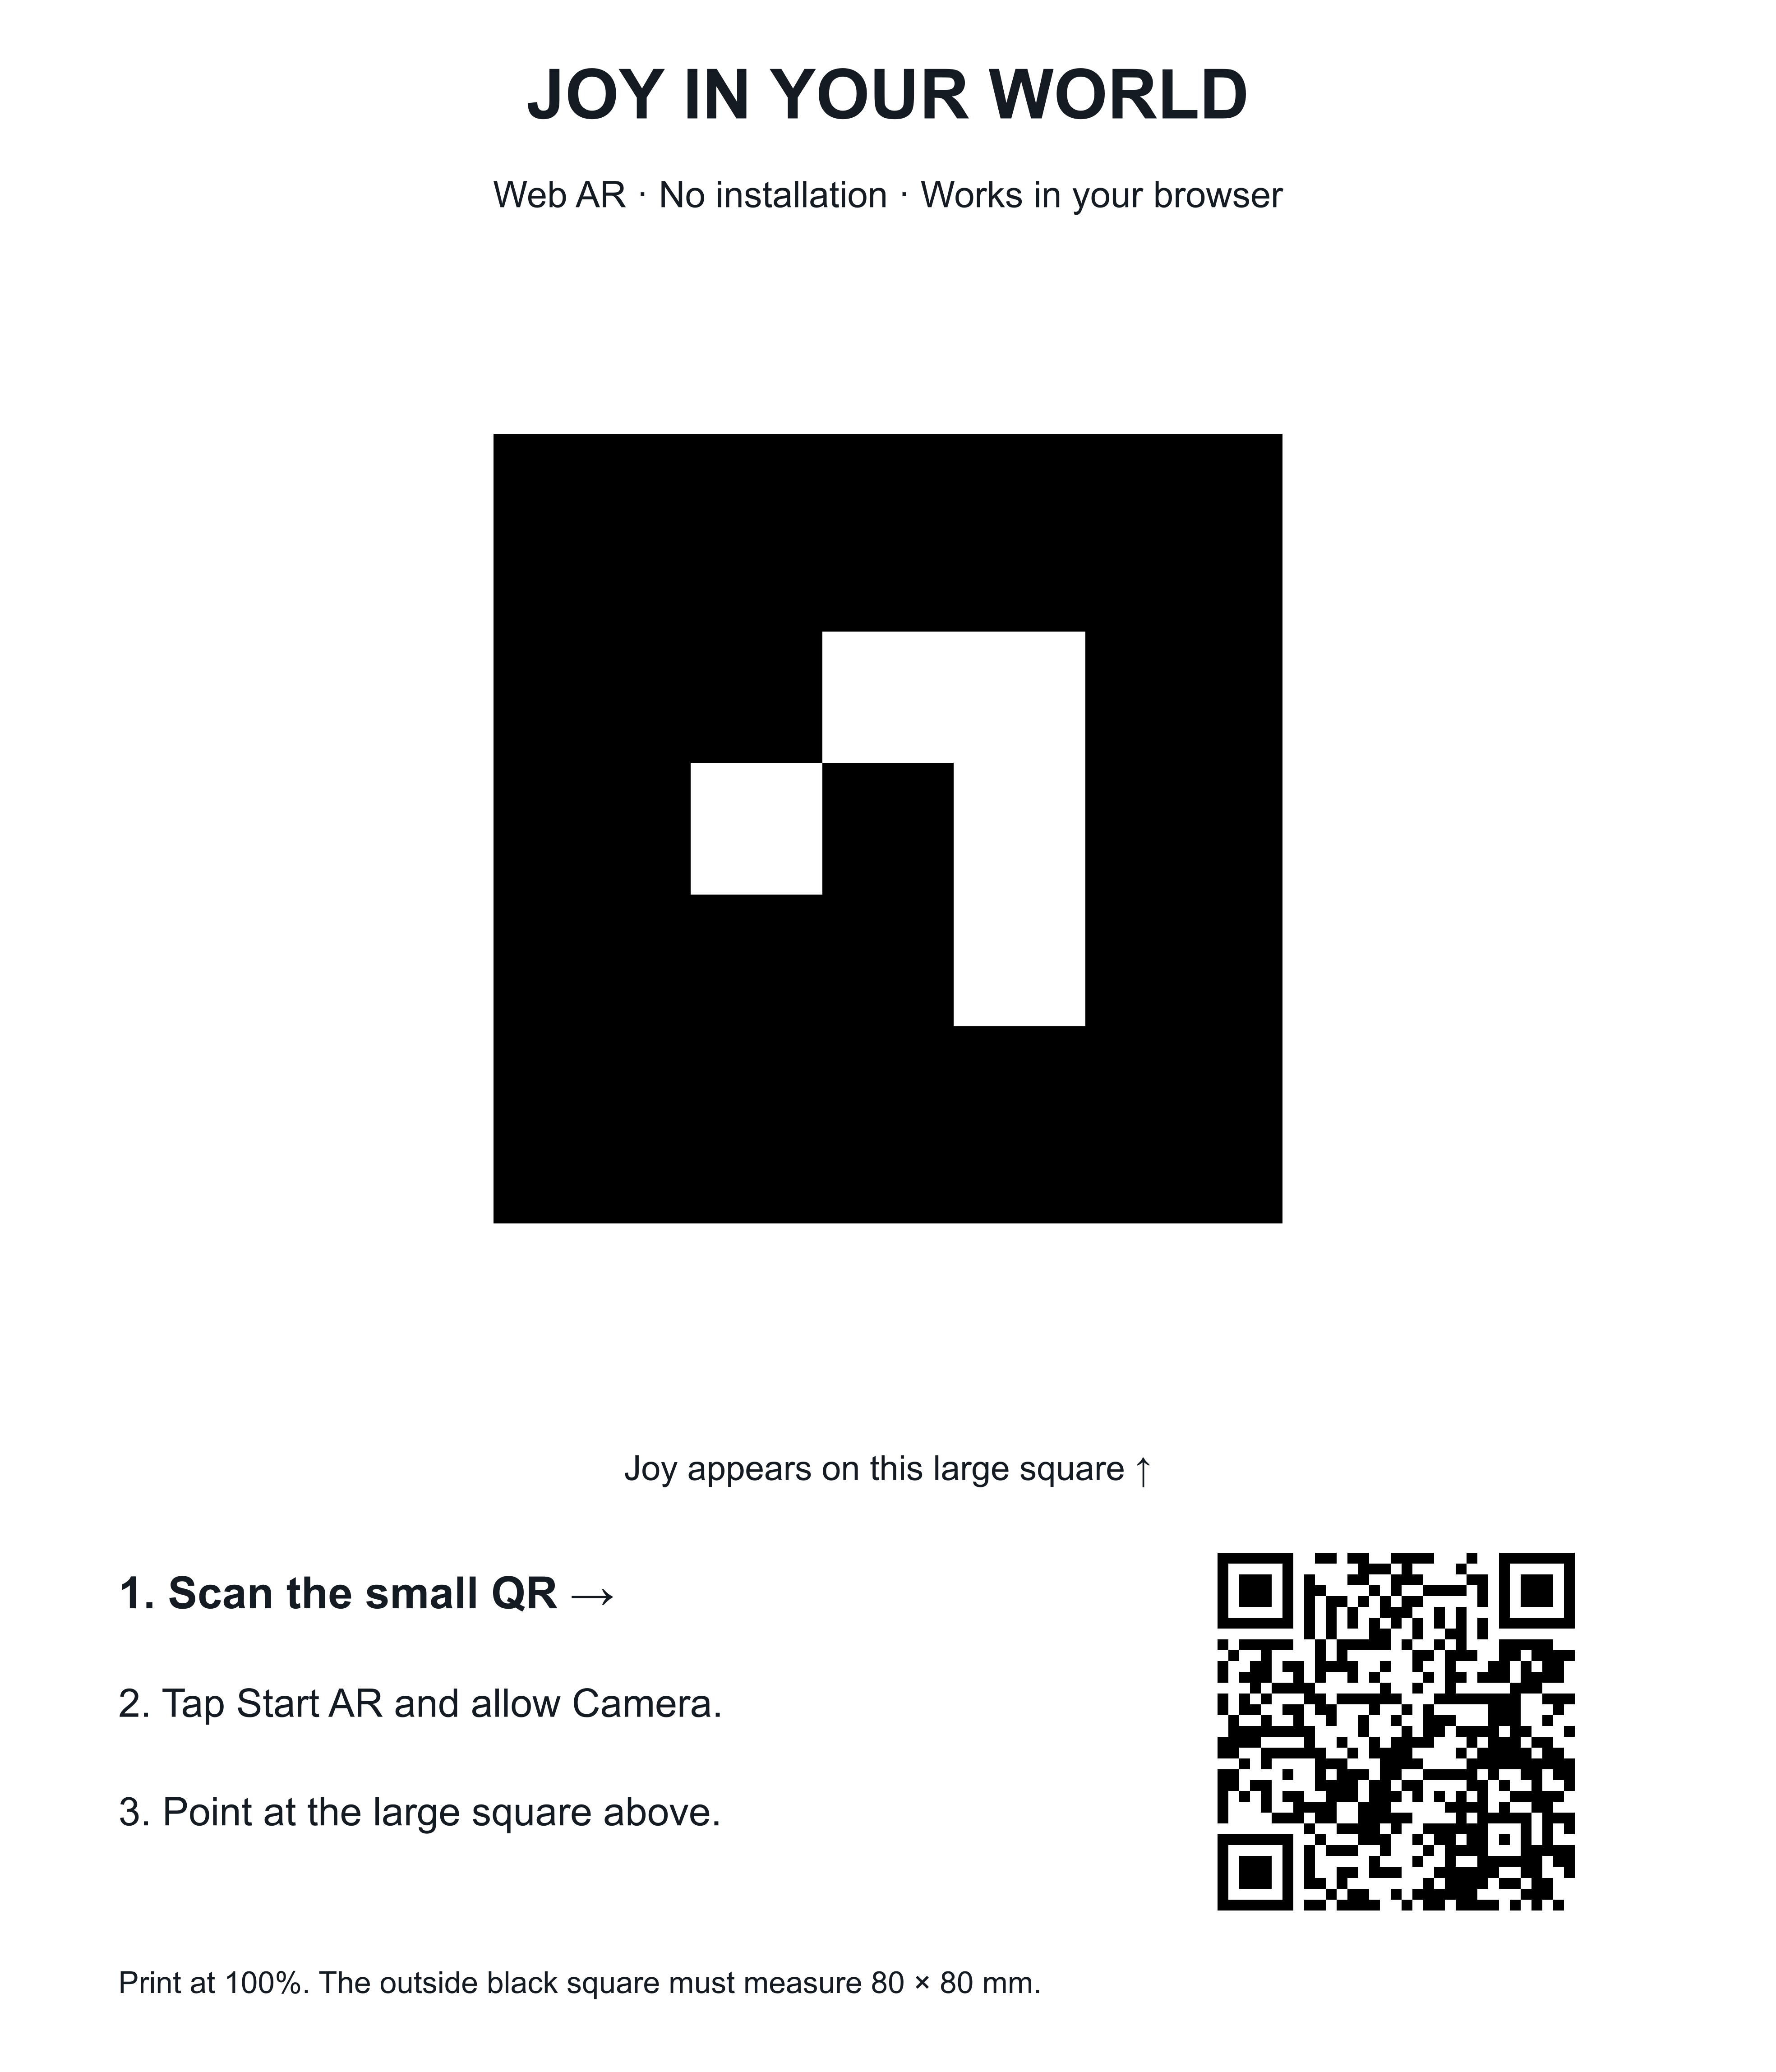 JOY IN YOUR WORLD
Web AR · No installation · Works in your browser
Joy appears on this large square ↑
1. Scan the small QR →
2. Tap Start AR and allow Camera.
3. Point at the large square above.
Print at 100%. The outside black square must measure 80 × 80 mm.